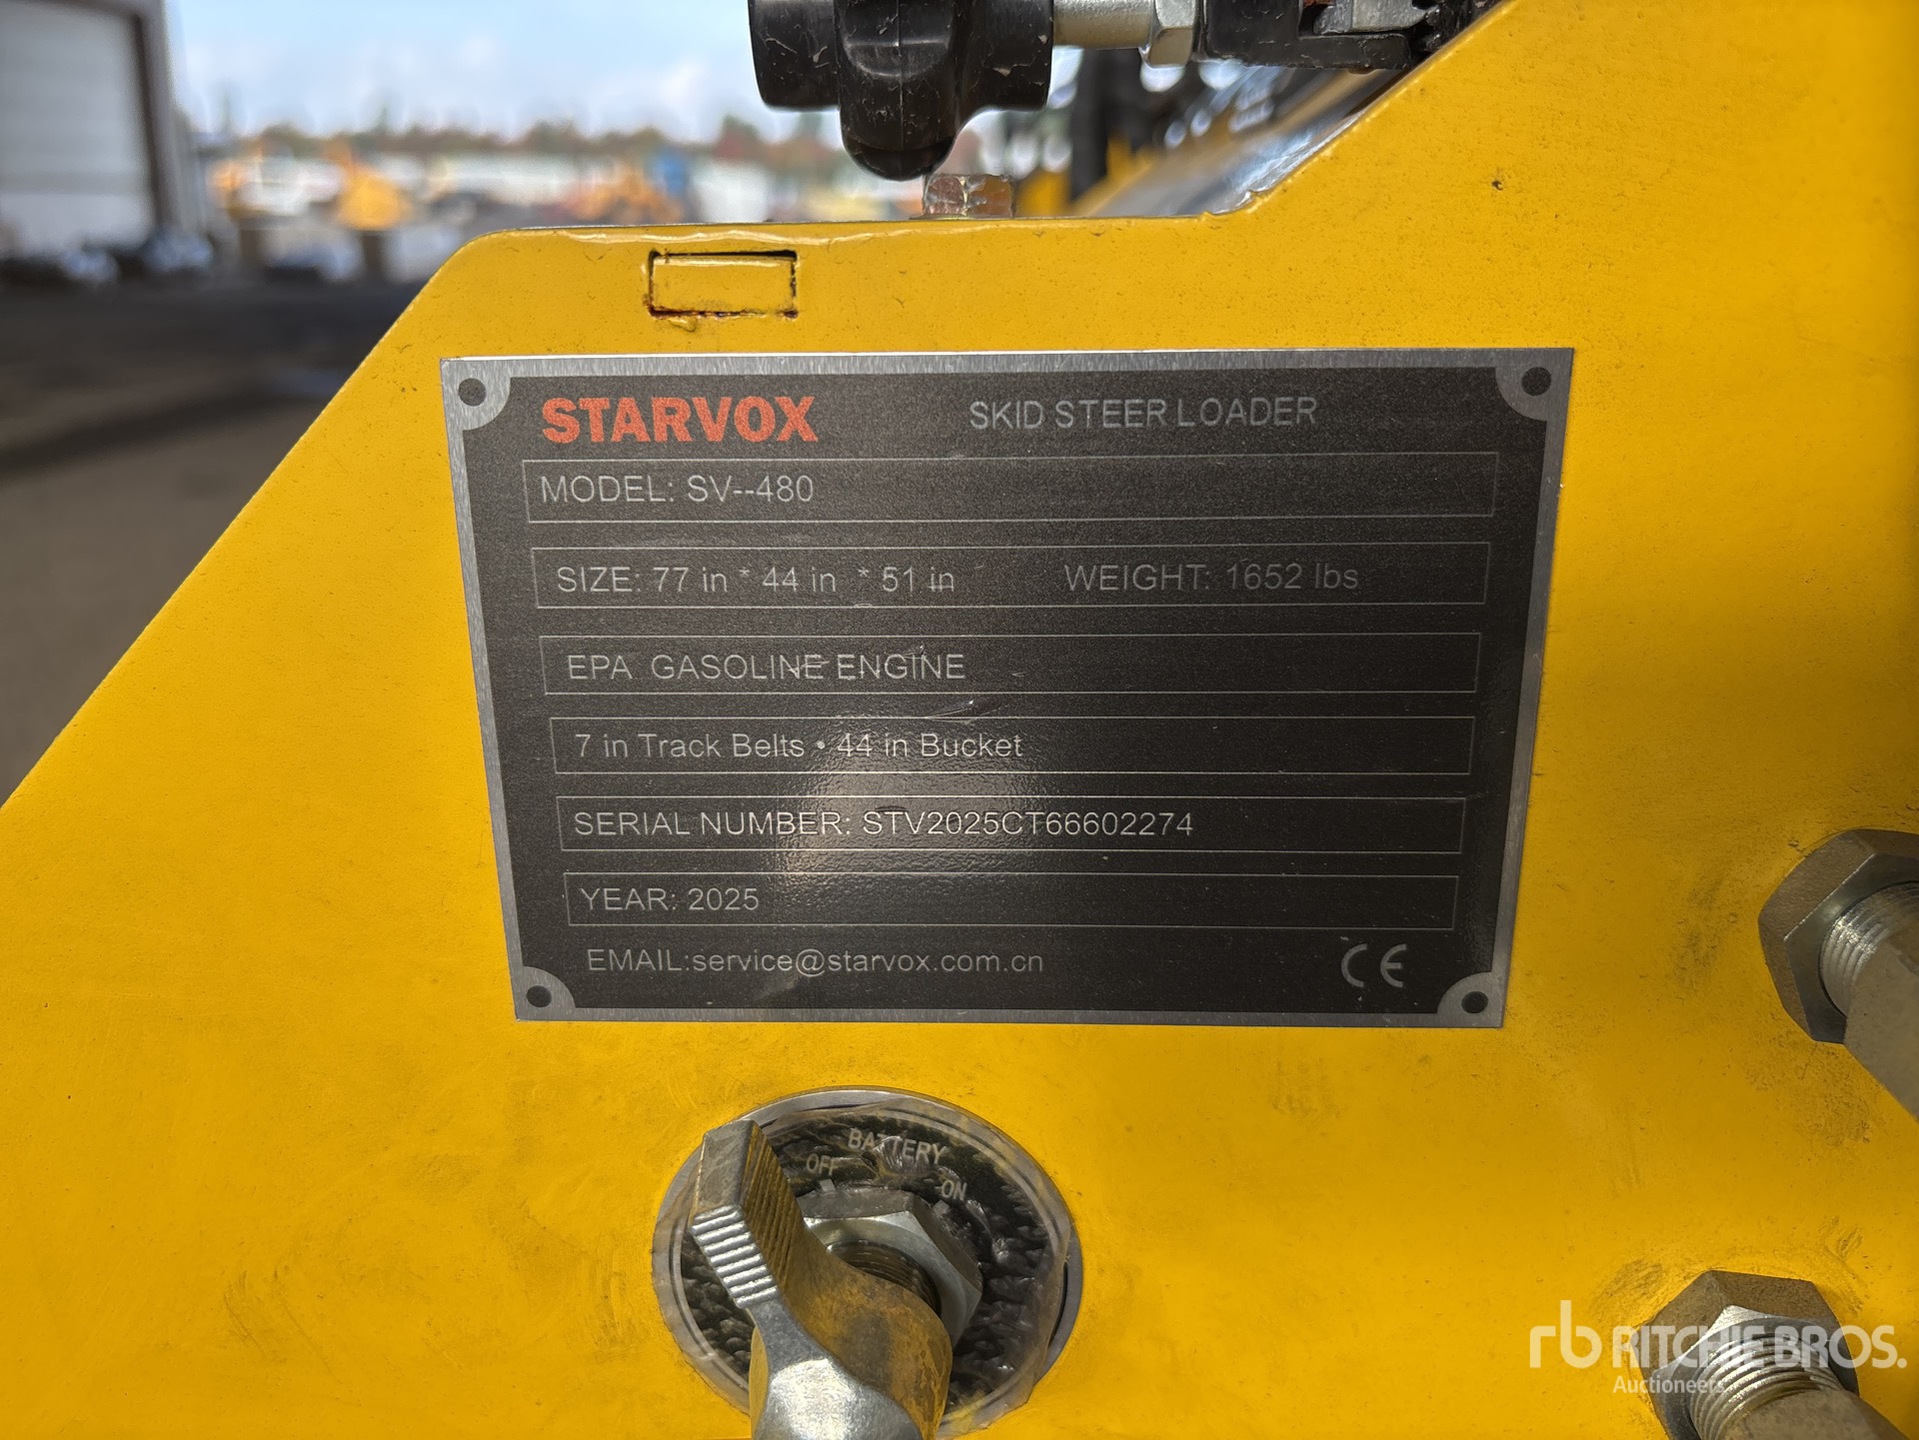 STARVOX SKID STEER LOADER
MODEL: SV--480
SIZE: 77 in * 44 in * 51 in WEIGHT: 1652 lbs
EPA GASOLINE ENGINE
7 in Track Belts • 44 in Bucket
SERIAL NUMBER: STV2025CT66602274
YEAR: 2025
EMAIL:service@starvox.com.cn CE
BATTERY
OFF ON
rb RITCHIE BROS.
Auctioneers